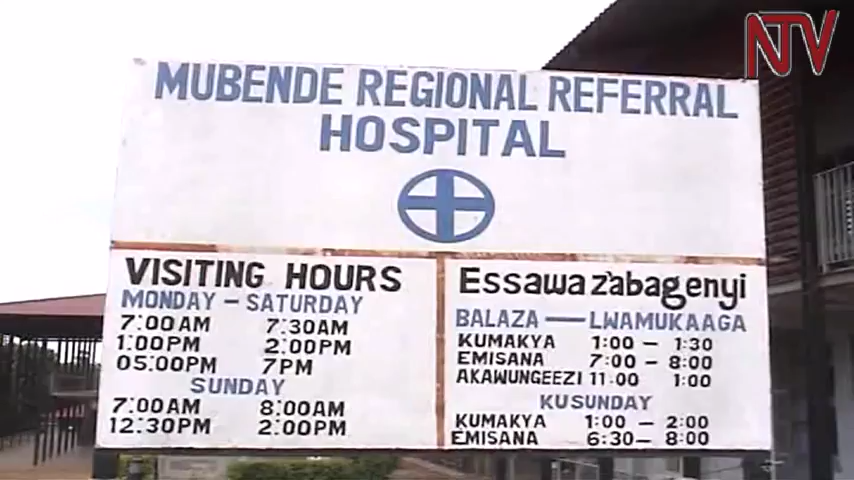 NTV
MUBENDE REGIONAL REFERRAL
HOSPITAL
VISITING HOURS
MONDAY - SATURDAY
7:00 AM 7:30AM
1:00PM 2:00PM
05:00PM 7PM
SUNDAY
7:00AM 8:00AM
12:30PM 2:00PM
Essawa z'abagenyi
BALAZA — LWAMUKAAGA
KUMAKYA 1:00 - 1:30
EMISANA 7:00 - 8:00
AKAWUNGEEZI 11:00 1:00
KUSUNDAY
KUMAKYA 1:00 - 2:00
EMISANA 6:30 - 8:00